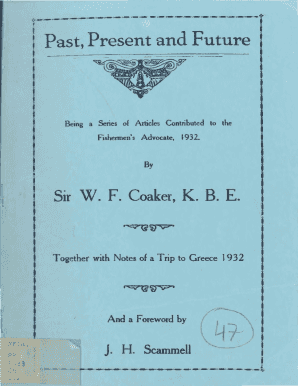 Past, Present and Future
Being a Series of Articles Contributed to the
Fishermen's Advocate, 1932.
By
Sir W. F. Coaker, K. B. E.
Together with Notes of a Trip to Greece 1932
And a Foreword by
47
J. H. Scammell